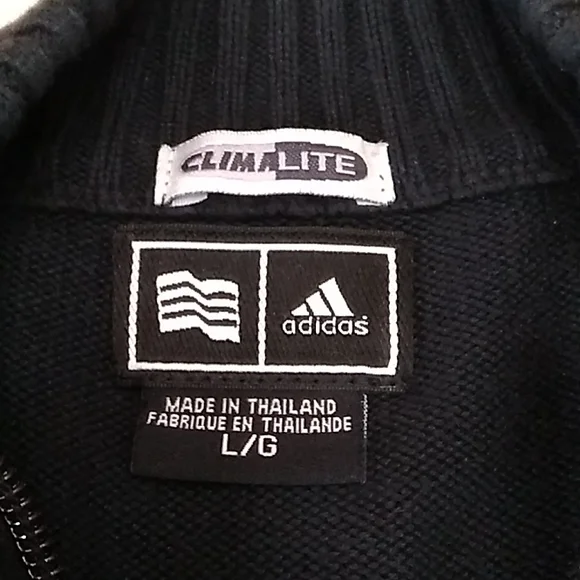 CLIMALITE
adidas
MADE IN THAILAND
FABRIQUE EN THAILANDE
L/G